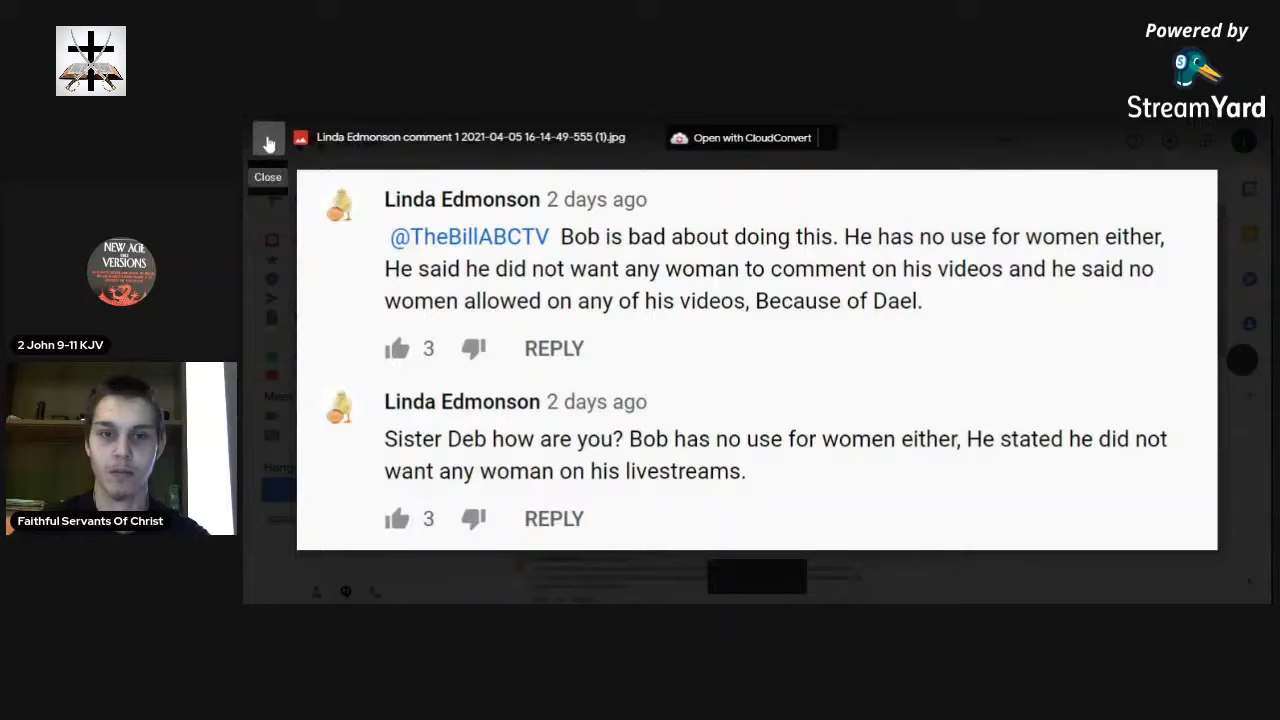 Powered by
StreamYard
Linda Edmonson comment 1 2021-04-05 16-14-49-555 (1).jpg
Open with CloudConvert
Close
Linda Edmonson 2 days ago
@TheBillABCTV Bob is bad about doing this. He has no use for women either,
He said he did not want any woman to comment on his videos and he said no
women allowed on any of his videos, Because of Dael.
3 REPLY
Linda Edmonson 2 days ago
Sister Deb how are you? Bob has no use for women either, He stated he did not
want any woman on his livestreams.
3 REPLY
NEW AGE
BIBLE
VERSIONS
2 John 9-11 KJV
Faithful Servants Of Christ
Meet
Hang